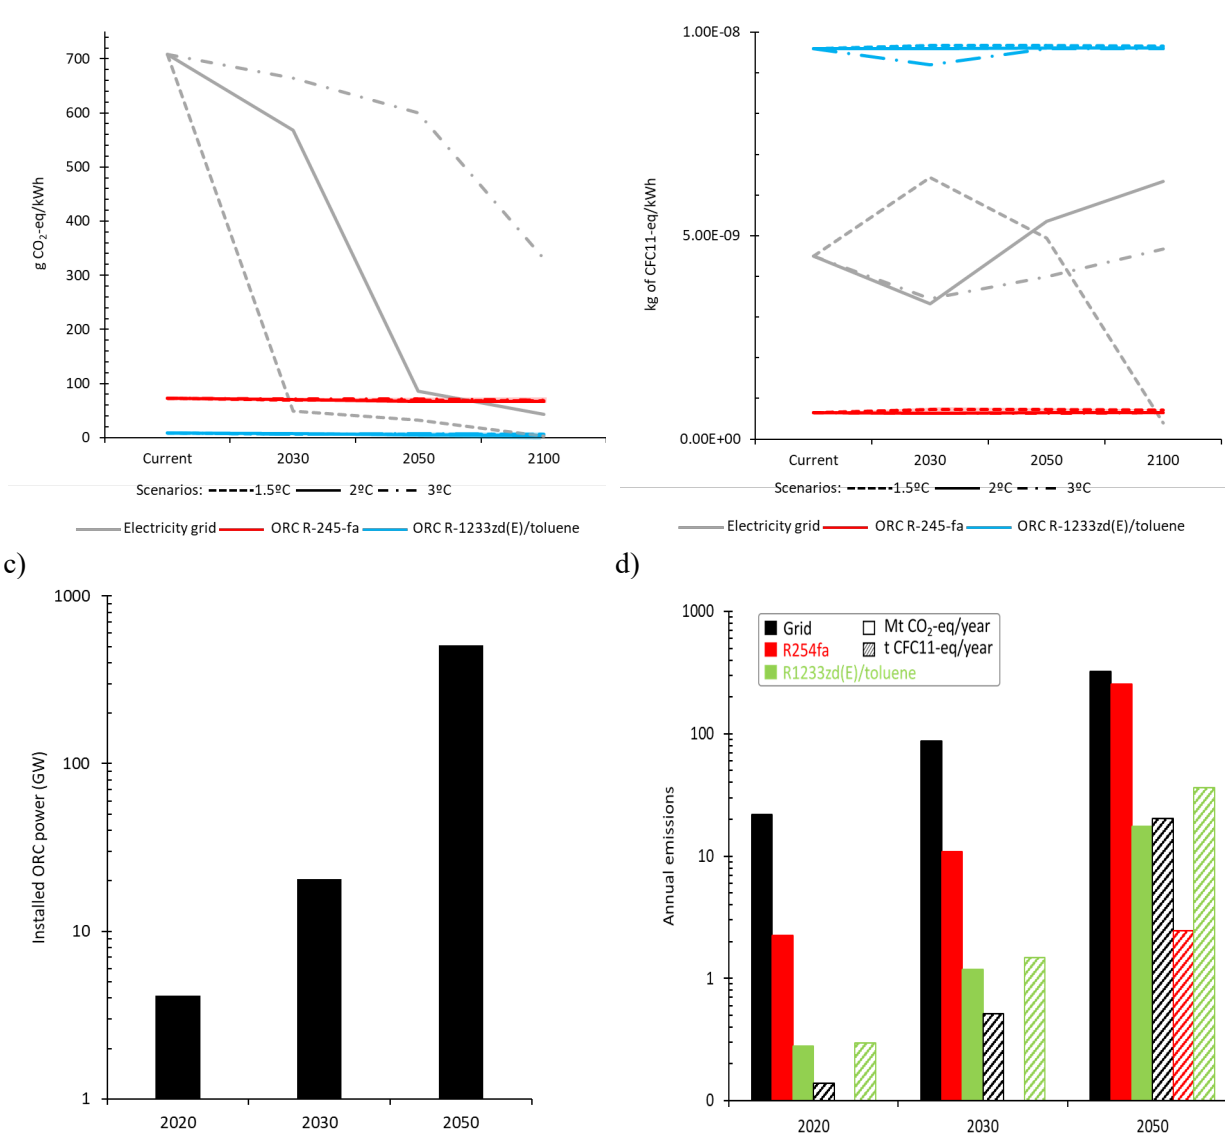 g CO2-eq/kWh
700
600
500
400
300
200
100
0
Current 2030 2050 2100
Scenarios: 1.5ºC 2ºC 3ºC
Electricity grid ORC R-245-fa ORC R-1233zd(E)/toluene
kg of CFC11-eq/kWh
1.00E-08
5.00E-09
0.00E+00
Current 2030 2050 2100
Scenarios: 1.5ºC 2ºC 3ºC
Electricity grid ORC R-245-fa ORC R-1233zd(E)/toluene
c)
Installed ORC power (GW)
1000
100
10
1
2020 2030 2050
d)
Annual emissions
1000
100
10
1
0
Grid Mt CO2-eq/year
R254fa t CFC11-eq/year
R1233zd(E)/toluene
2020 2030 2050